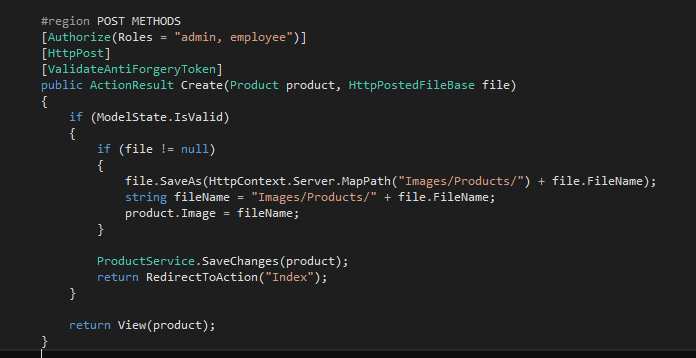 #region POST METHODS
[Authorize(Roles = "admin, employee")]
[HttpPost]
[ValidateAntiForgeryToken]
public ActionResult Create(Product product, HttpPostedFileBase file)
{
    if (ModelState.IsValid)
    {
        if (file != null)
        {
            file.SaveAs(HttpContext.Server.MapPath("Images/Products/") + file.FileName);
            string fileName = "Images/Products/" + file.FileName;
            product.Image = fileName;
        }

        ProductService.SaveChanges(product);
        return RedirectToAction("Index");
    }

    return View(product);
}